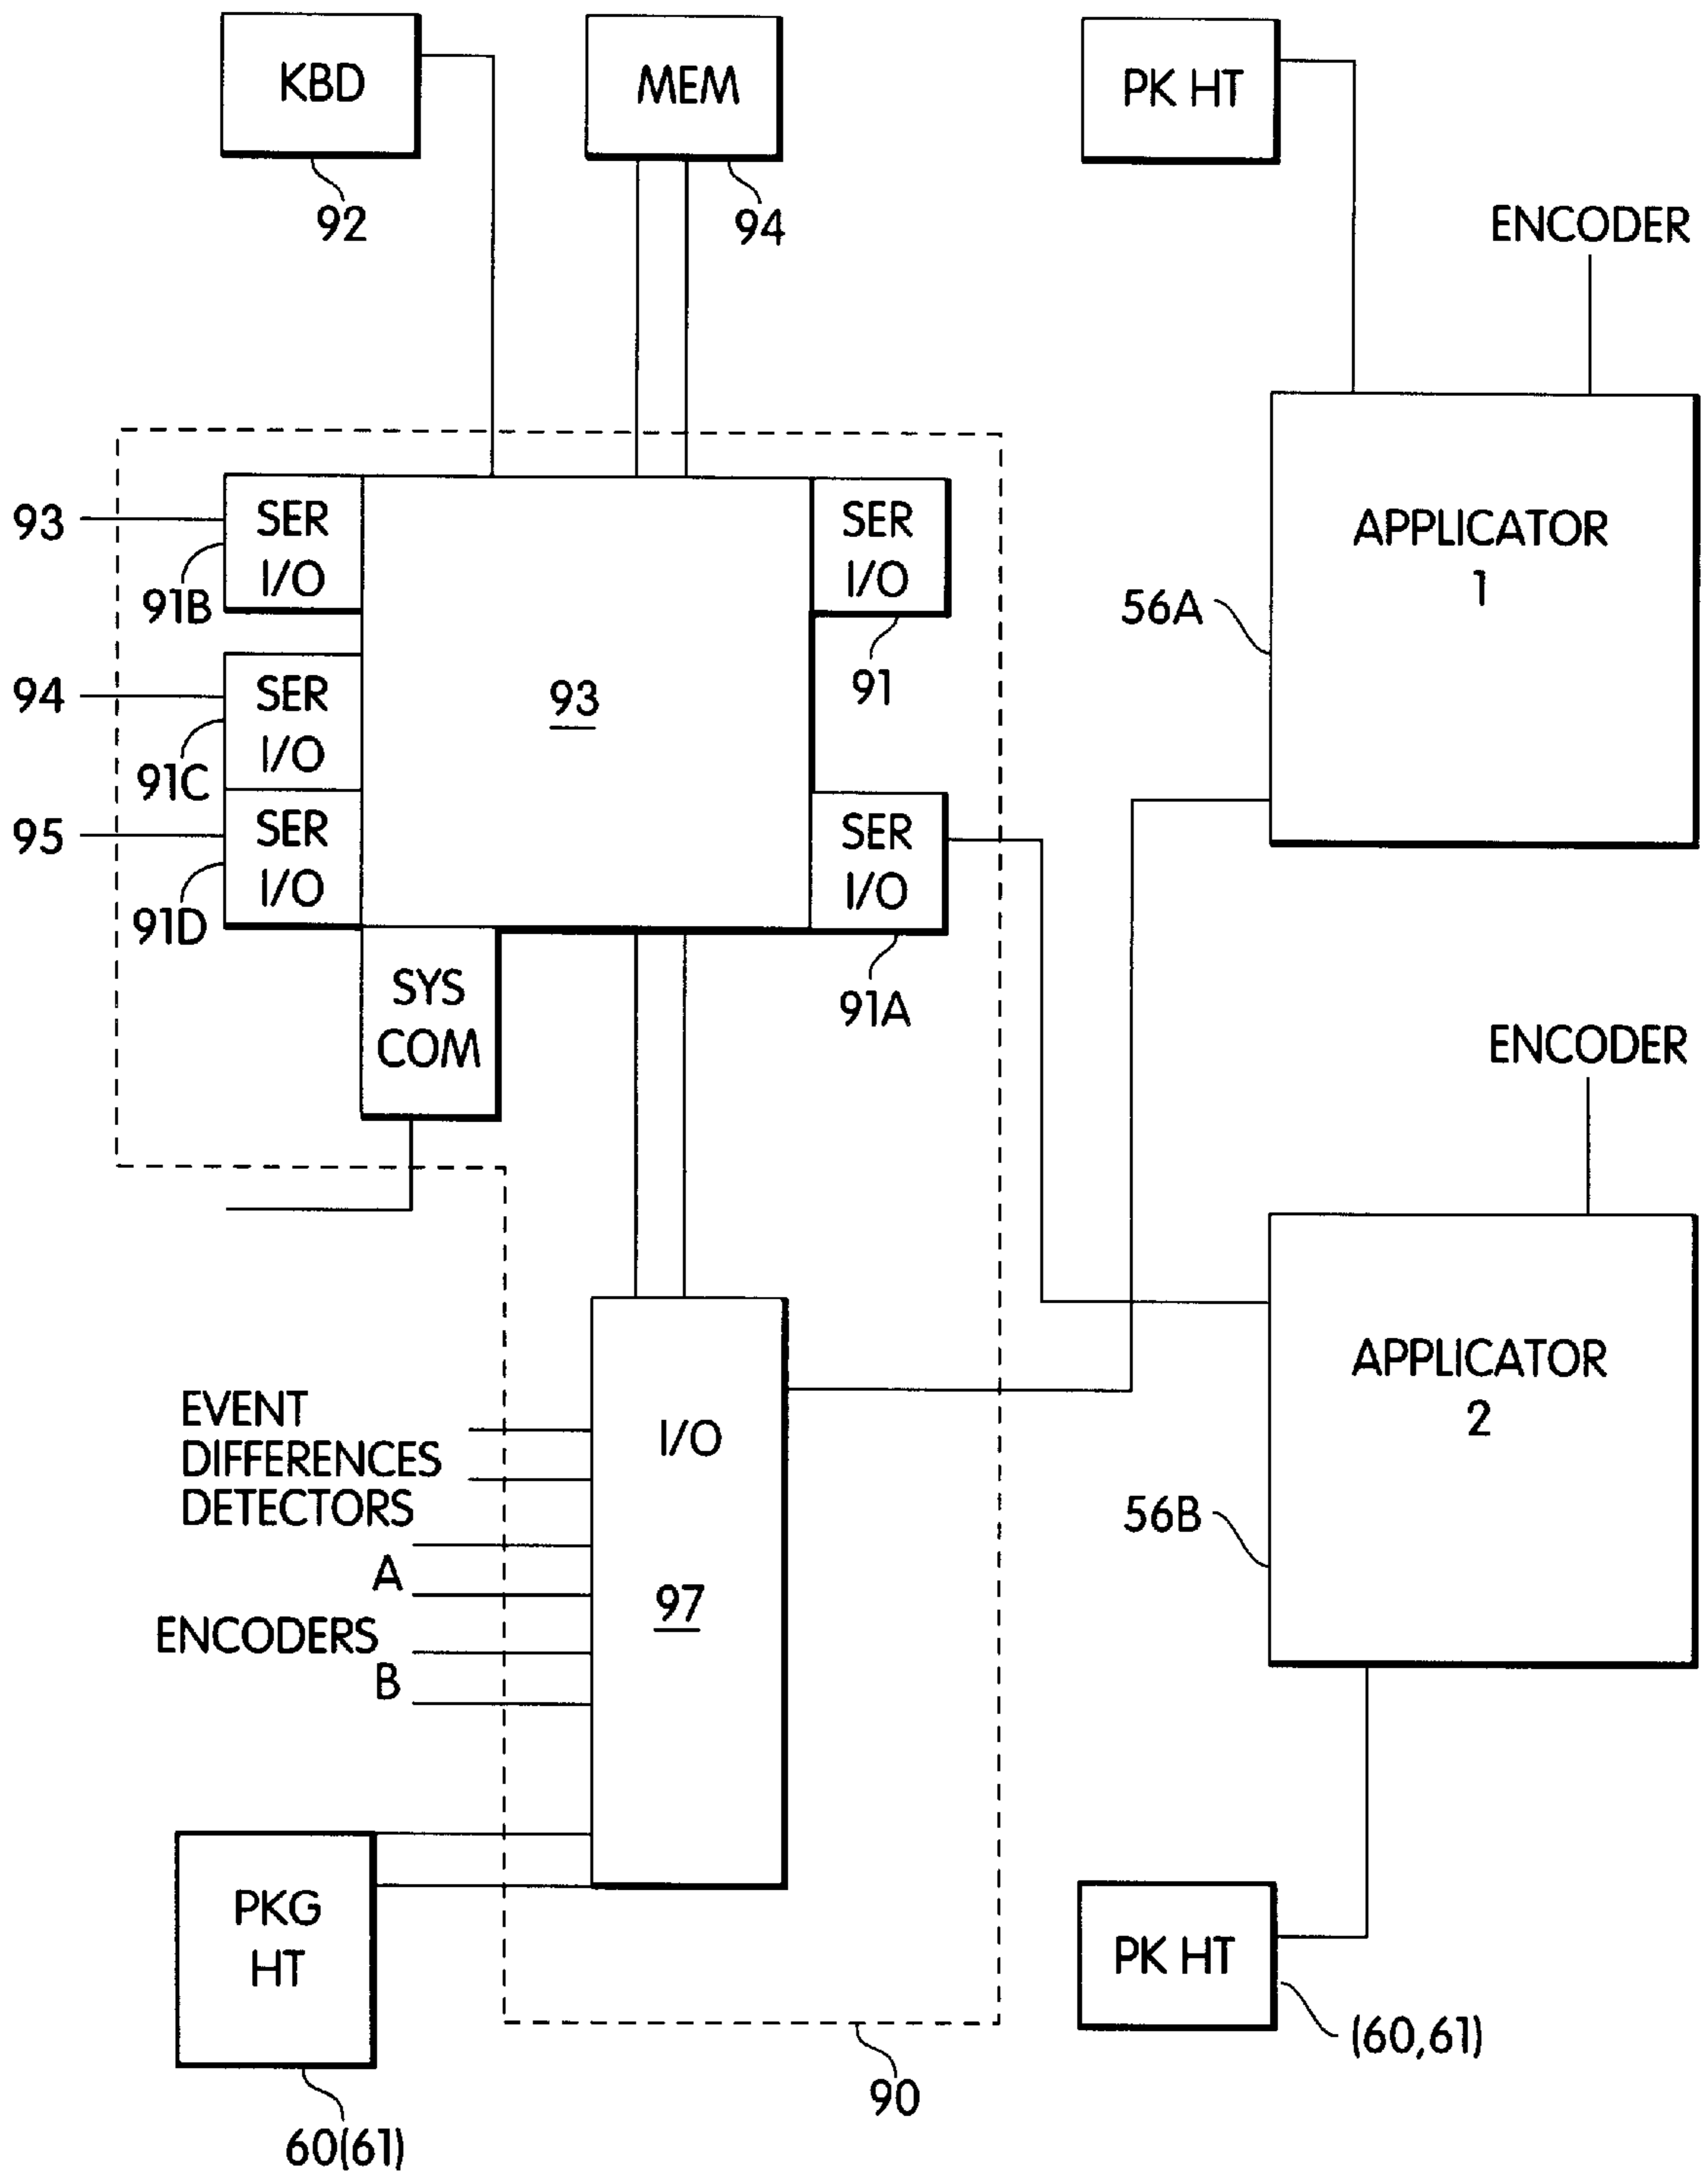 KBD
MEM
PK HT
92
94
ENCODER
93
SER
I/O
91B
SER
I/O
91
APPLICATOR
1
56A
94
SER
I/O
91C
93
95
SER
I/O
91D
SER
I/O
91A
SYS
COM
ENCODER
APPLICATOR
2
56B
EVENT
DIFFERENCES
DETECTORS
I/O
A
97
ENCODERS
B
PKG
HT
60(61)
PK HT
(60,61)
90